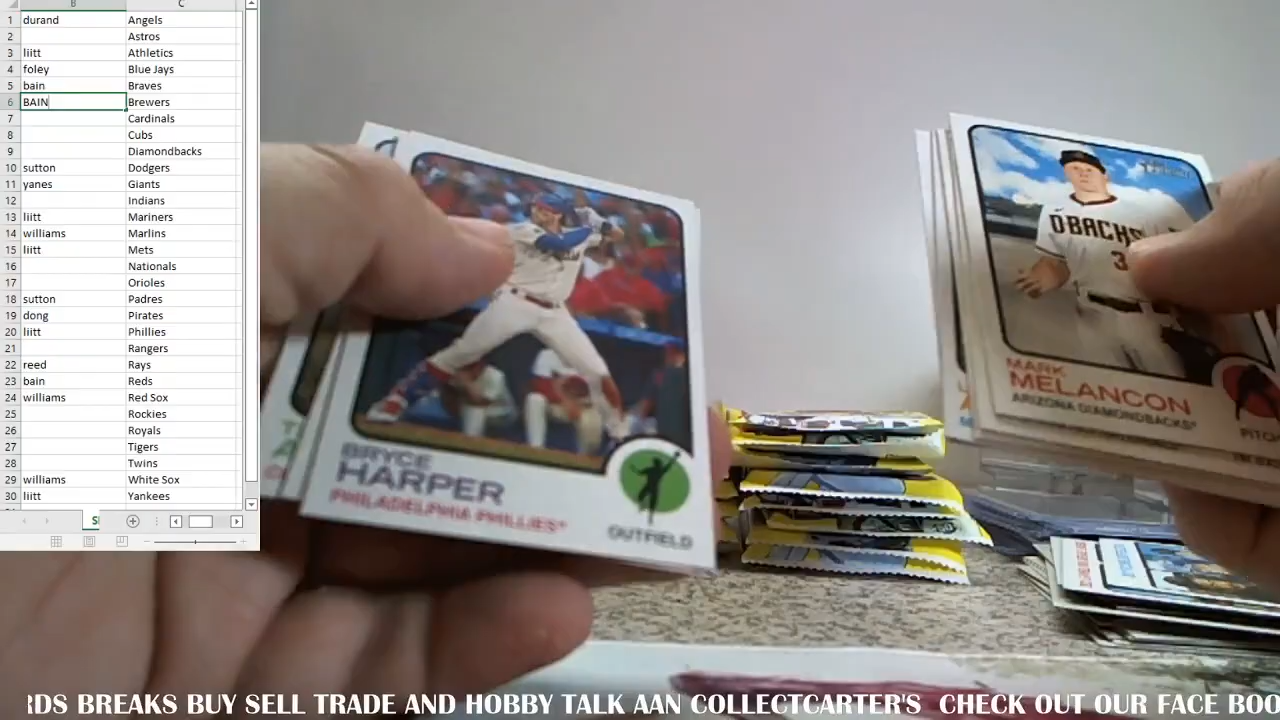 B C
1 durand Angels
2 Astros
3 liitt Athletics
4 foley Blue Jays
5 bain Braves
6 BAIN Brewers
7 Cardinals
8 Cubs
9 Diamondbacks
10 sutton Dodgers
11 yanes Giants
12 Indians
13 liitt Mariners
14 williams Marlins
15 liitt Mets
16 Nationals
17 Orioles
18 sutton Padres
19 dong Pirates
20 liitt Phillies
21 Rangers
22 reed Rays
23 bain Reds
24 williams Red Sox
25 Rockies
26 Royals
27 Tigers
28 Twins
29 williams White Sox
30 liitt Yankees
BRYCE
HARPER
PHILADELPHIA PHILLIES®
OUTFIELD
DBACKS
3
MARK
MELANCON
ARIZONA DIAMONDBACKS®
RDS BREAKS BUY SELL TRADE AND HOBBY TALK AAN COLLECTCARTER'S CHECK OUT OUR FACE BOO